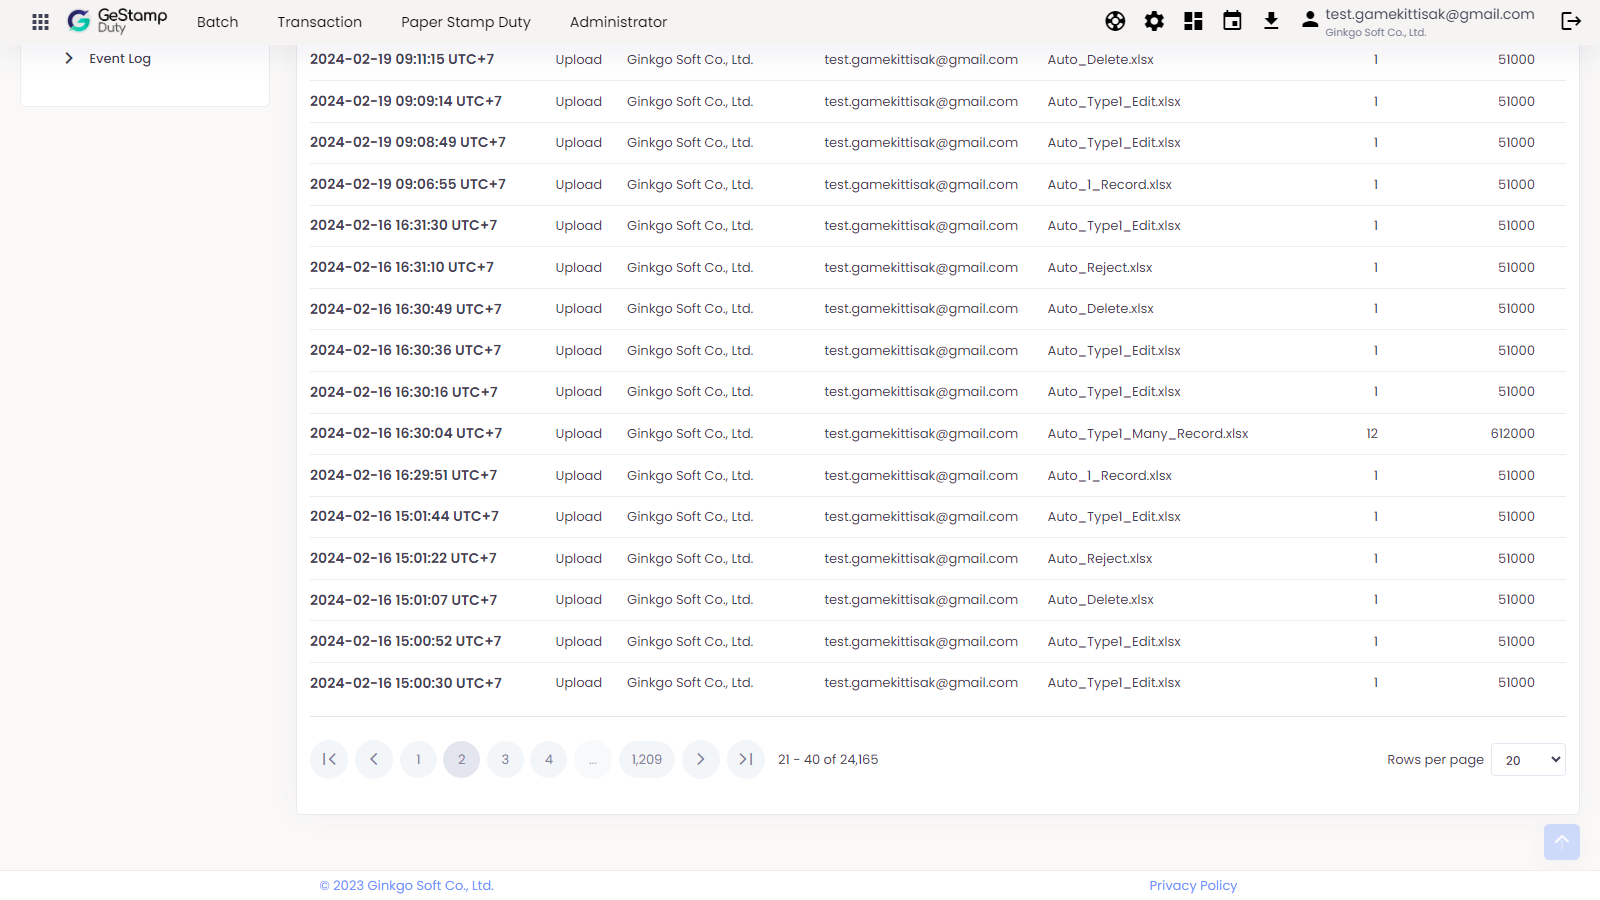 GeStamp Duty Batch Transaction Paper Stamp Duty Administrator test.gamekittisak@gmail.com
Ginkgo Soft Co., Ltd.
Event Log
2024-02-19 09:11:15 UTC+7 Upload Ginkgo Soft Co., Ltd. test.gamekittisak@gmail.com Auto_Delete.xlsx 1 51000
2024-02-19 09:09:14 UTC+7 Upload Ginkgo Soft Co., Ltd. test.gamekittisak@gmail.com Auto_Type1_Edit.xlsx 1 51000
2024-02-19 09:08:49 UTC+7 Upload Ginkgo Soft Co., Ltd. test.gamekittisak@gmail.com Auto_Type1_Edit.xlsx 1 51000
2024-02-19 09:06:55 UTC+7 Upload Ginkgo Soft Co., Ltd. test.gamekittisak@gmail.com Auto_1_Record.xlsx 1 51000
2024-02-16 16:31:30 UTC+7 Upload Ginkgo Soft Co., Ltd. test.gamekittisak@gmail.com Auto_Type1_Edit.xlsx 1 51000
2024-02-16 16:31:10 UTC+7 Upload Ginkgo Soft Co., Ltd. test.gamekittisak@gmail.com Auto_Reject.xlsx 1 51000
2024-02-16 16:30:49 UTC+7 Upload Ginkgo Soft Co., Ltd. test.gamekittisak@gmail.com Auto_Delete.xlsx 1 51000
2024-02-16 16:30:36 UTC+7 Upload Ginkgo Soft Co., Ltd. test.gamekittisak@gmail.com Auto_Type1_Edit.xlsx 1 51000
2024-02-16 16:30:16 UTC+7 Upload Ginkgo Soft Co., Ltd. test.gamekittisak@gmail.com Auto_Type1_Edit.xlsx 1 51000
2024-02-16 16:30:04 UTC+7 Upload Ginkgo Soft Co., Ltd. test.gamekittisak@gmail.com Auto_Type1_Many_Record.xlsx 12 612000
2024-02-16 16:29:51 UTC+7 Upload Ginkgo Soft Co., Ltd. test.gamekittisak@gmail.com Auto_1_Record.xlsx 1 51000
2024-02-16 15:01:44 UTC+7 Upload Ginkgo Soft Co., Ltd. test.gamekittisak@gmail.com Auto_Type1_Edit.xlsx 1 51000
2024-02-16 15:01:22 UTC+7 Upload Ginkgo Soft Co., Ltd. test.gamekittisak@gmail.com Auto_Reject.xlsx 1 51000
2024-02-16 15:01:07 UTC+7 Upload Ginkgo Soft Co., Ltd. test.gamekittisak@gmail.com Auto_Delete.xlsx 1 51000
2024-02-16 15:00:52 UTC+7 Upload Ginkgo Soft Co., Ltd. test.gamekittisak@gmail.com Auto_Type1_Edit.xlsx 1 51000
2024-02-16 15:00:30 UTC+7 Upload Ginkgo Soft Co., Ltd. test.gamekittisak@gmail.com Auto_Type1_Edit.xlsx 1 51000
1 2 3 4 ... 1,209 21 - 40 of 24,165 Rows per page 20
© 2023 Ginkgo Soft Co., Ltd. Privacy Policy